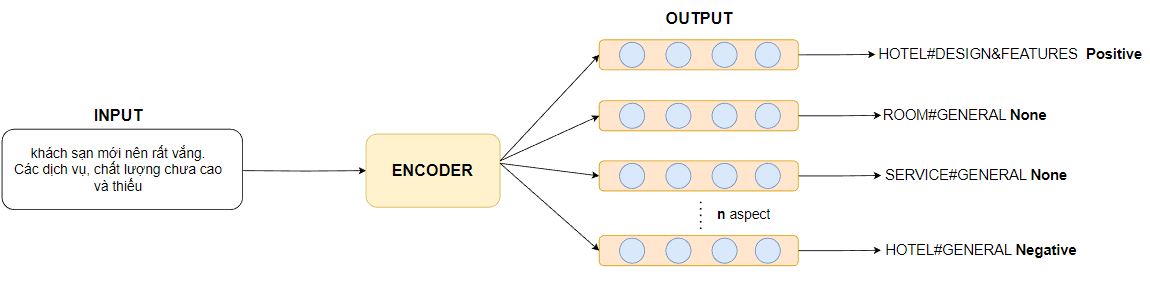 OUTPUT
HOTEL#DESIGN&FEATURES Positive
INPUT
ROOM#GENERAL None
khách sạn mới nên rất vắng.
Các dịch vụ, chất lượng chưa cao
và thiếu
ENCODER
SERVICE#GENERAL None
n aspect
HOTEL#GENERAL Negative